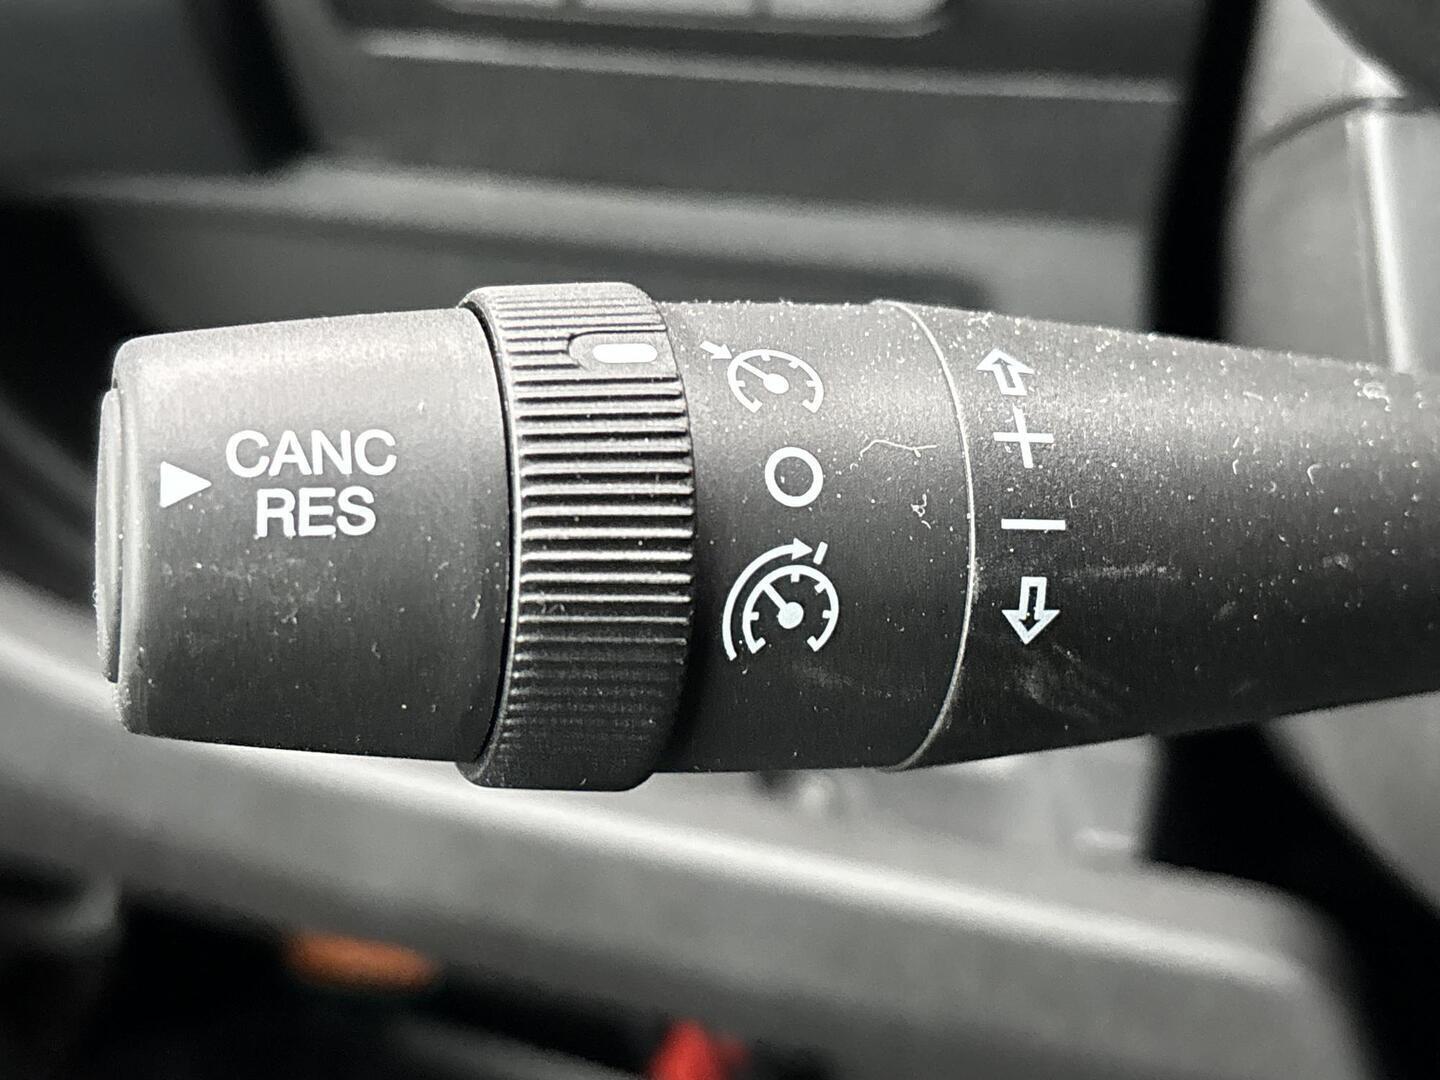 CANC
RES
+
–